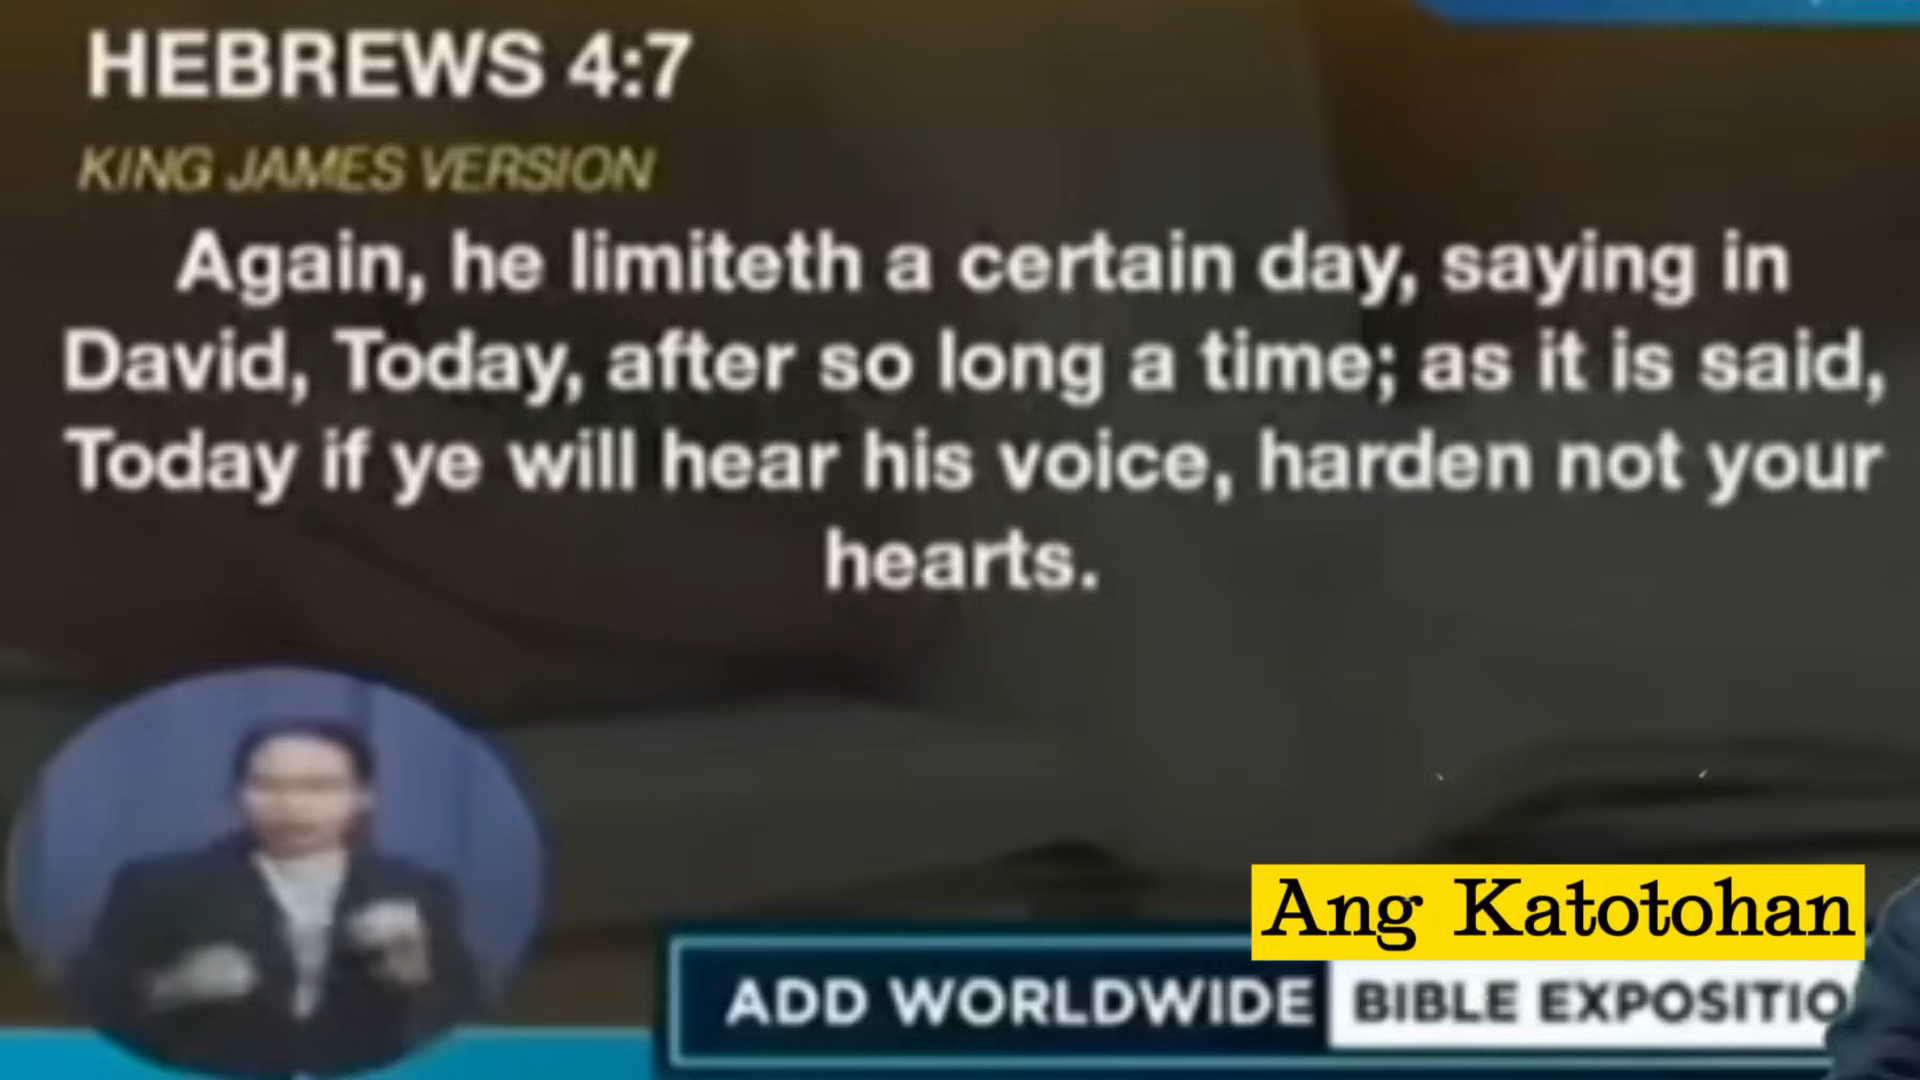 HEBREWS 4:7
KING JAMES VERSION
Again, he limiteth a certain day, saying in
David, Today, after so long a time; as it is said,
Today if ye will hear his voice, harden not your
hearts.
Ang Katotohan
ADD WORLDWIDE BIBLE EXPOSITIO